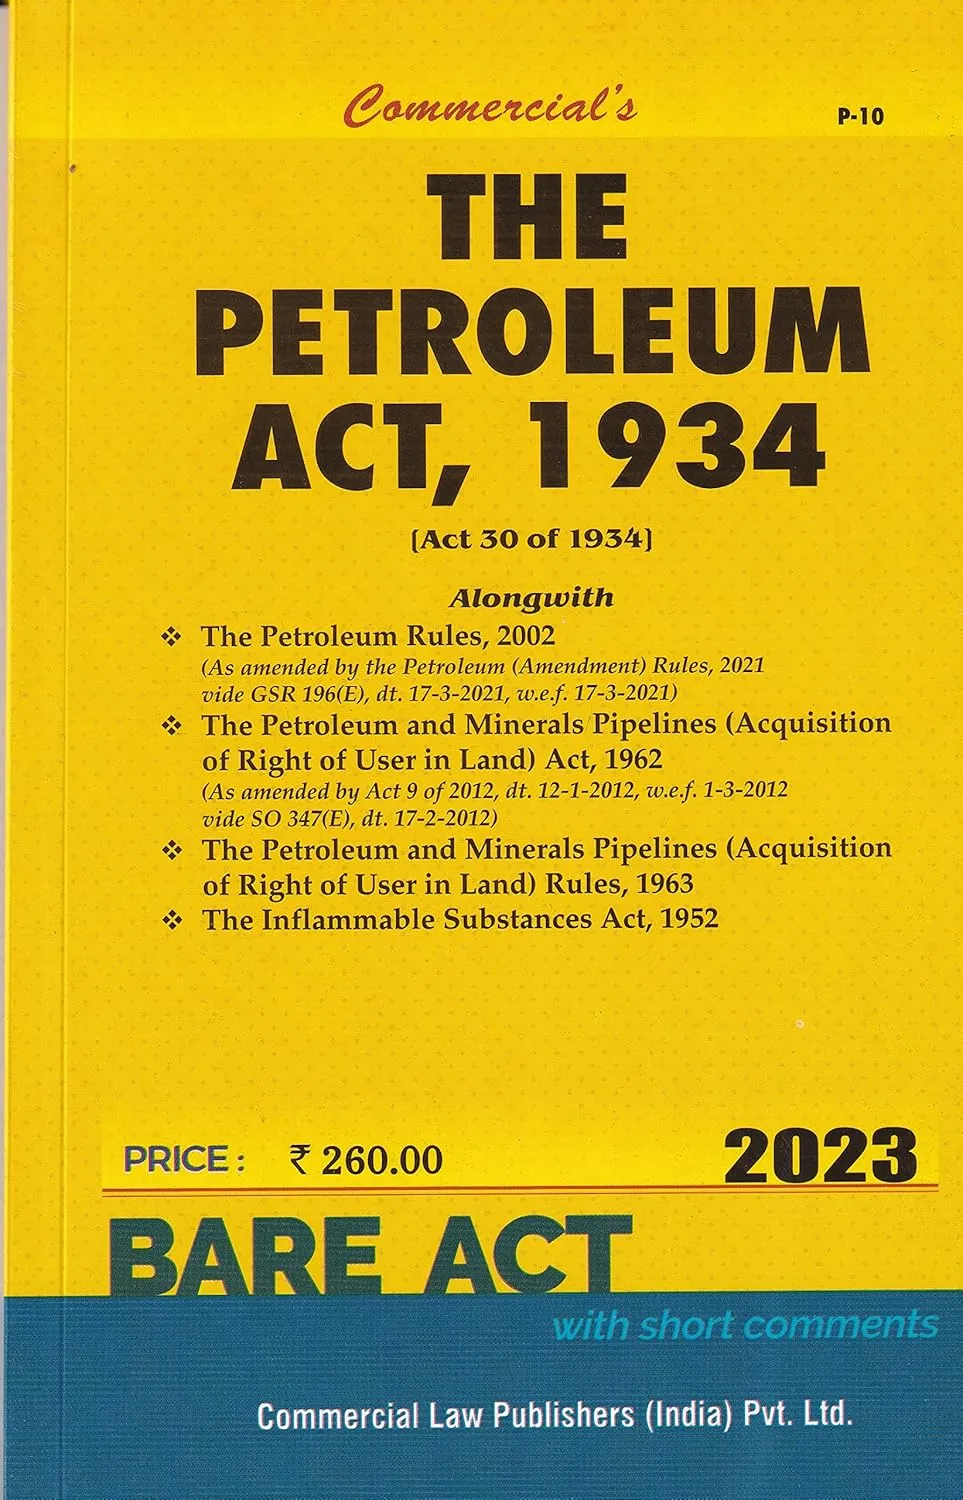 Commercial's
P-10
THE
PETROLEUM
ACT, 1934
(Act 30 of 1934)
Alongwith
❖ The Petroleum Rules, 2002
(As amended by the Petroleum (Amendment) Rules, 2021
vide GSR 196(E), dt. 17-3-2021, w.e.f. 17-3-2021)
❖ The Petroleum and Minerals Pipelines (Acquisition
of Right of User in Land) Act, 1962
(As amended by Act 9 of 2012, dt. 12-1-2012, w.e.f. 1-3-2012
vide SO 347(E), dt. 17-2-2012)
❖ The Petroleum and Minerals Pipelines (Acquisition
of Right of User in Land) Rules, 1963
❖ The Inflammable Substances Act, 1952
PRICE : ₹ 260.00
2023
BARE ACT
with short comments
Commercial Law Publishers (India) Pvt. Ltd.